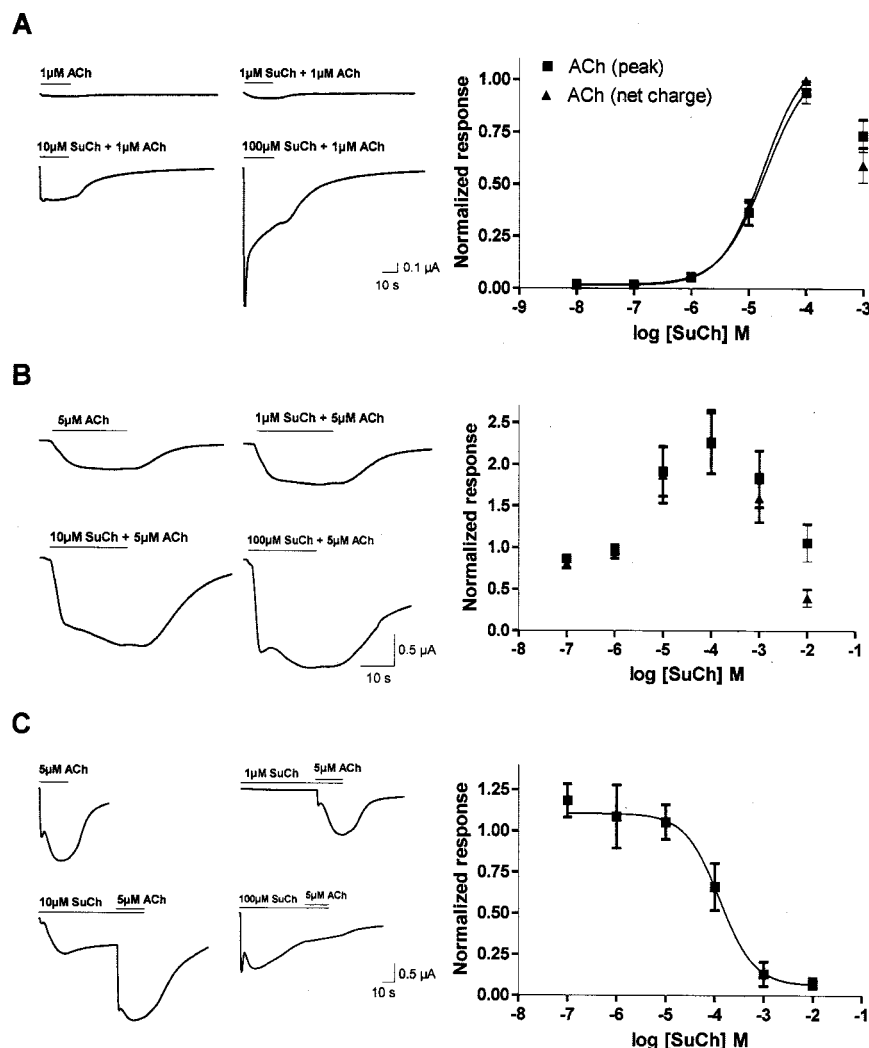 A
1µM ACh
1µM SuCh + 1µM ACh
10µM SuCh + 1µM ACh
100µM SuCh + 1µM ACh
0.1 µA
10 s
ACh (peak)
ACh (net charge)
Normalized response
1.00
0.75
0.50
0.25
0.00
-9 -8 -7 -6 -5 -4 -3
log [SuCh] M
B
5µM ACh
1µM SuCh + 5µM ACh
10µM SuCh + 5µM ACh
100µM SuCh + 5µM ACh
0.5 µA
10 s
Normalized response
2.5
2.0
1.5
1.0
0.5
0.0
-8 -7 -6 -5 -4 -3 -2 -1
log [SuCh] M
C
5µM ACh
1µM SuCh
5µM ACh
10µM SuCh
5µM ACh
100µM SuCh
5µM ACh
0.5 µA
10 s
Normalized response
1.25
1.00
0.75
0.50
0.25
0.00
-8 -7 -6 -5 -4 -3 -2 -1
log [SuCh] M